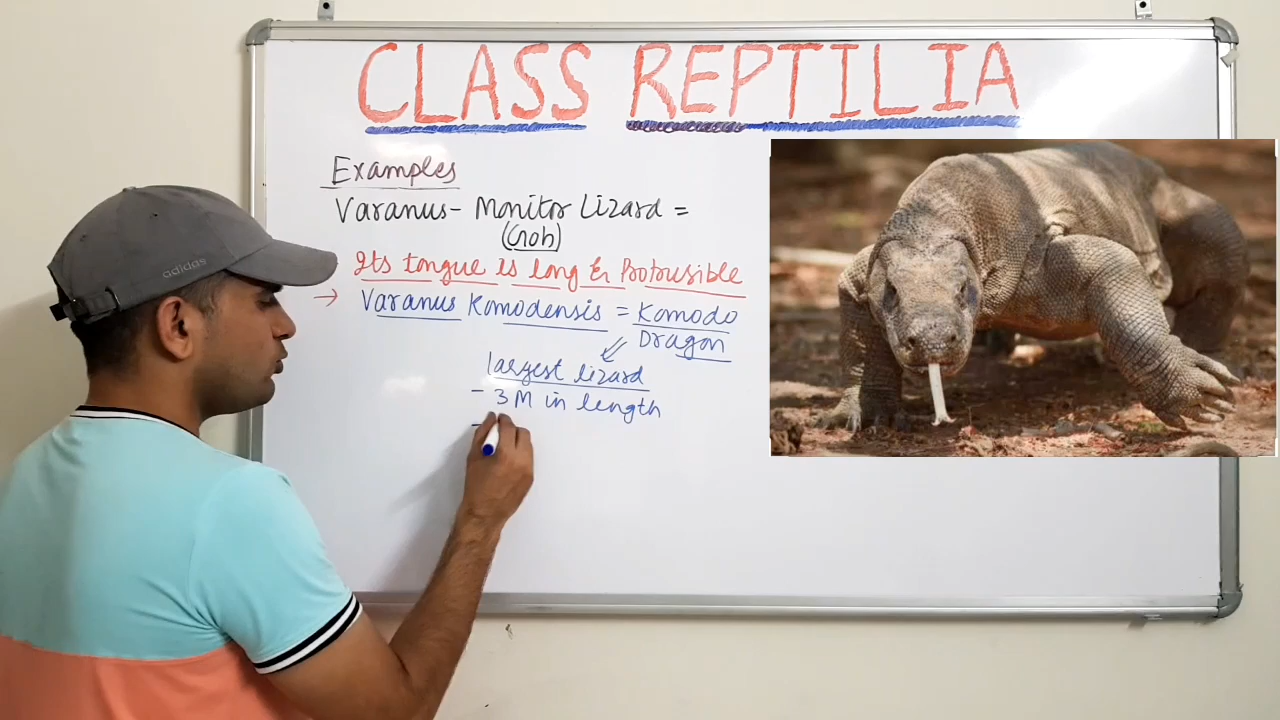 CLASS REPTILIA
Examples
Varanus - Monitor Lizard =
(Goh)
Its tongue is long & Protrusible
→ Varanus Komodensis = Komodo
Dragon
largest lizard
- 3 M in length
-
adidas